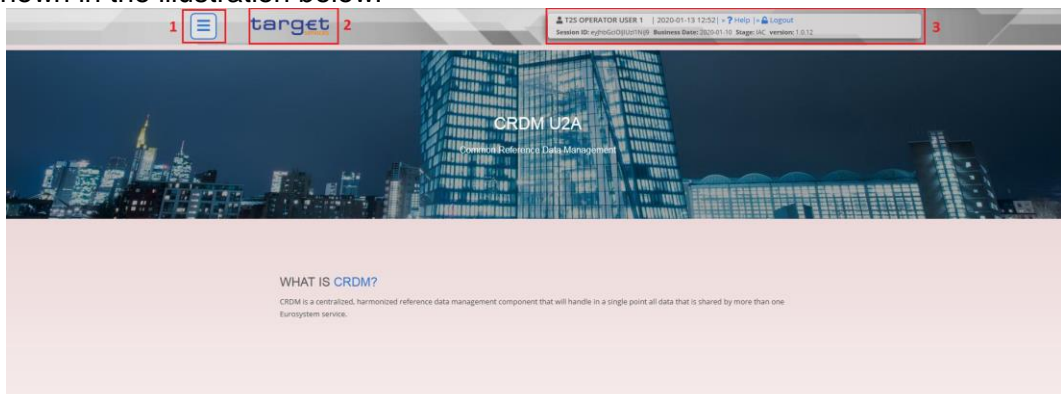 nown in the illustration below.
1 target 2
T2S OPERATOR USER 1 | 2020-01-13 12:52| » ? Help |» Logout
Session ID: Business Date: 2020-01-10 Stage: IAC version: 1.0.12
3
CRDM U2A
Common Reference Data Management
WHAT IS CRDM?
CRDM is a centralized, harmonized reference data management component that will handle in a single point all data that is shared by more than one
Eurosystem service.